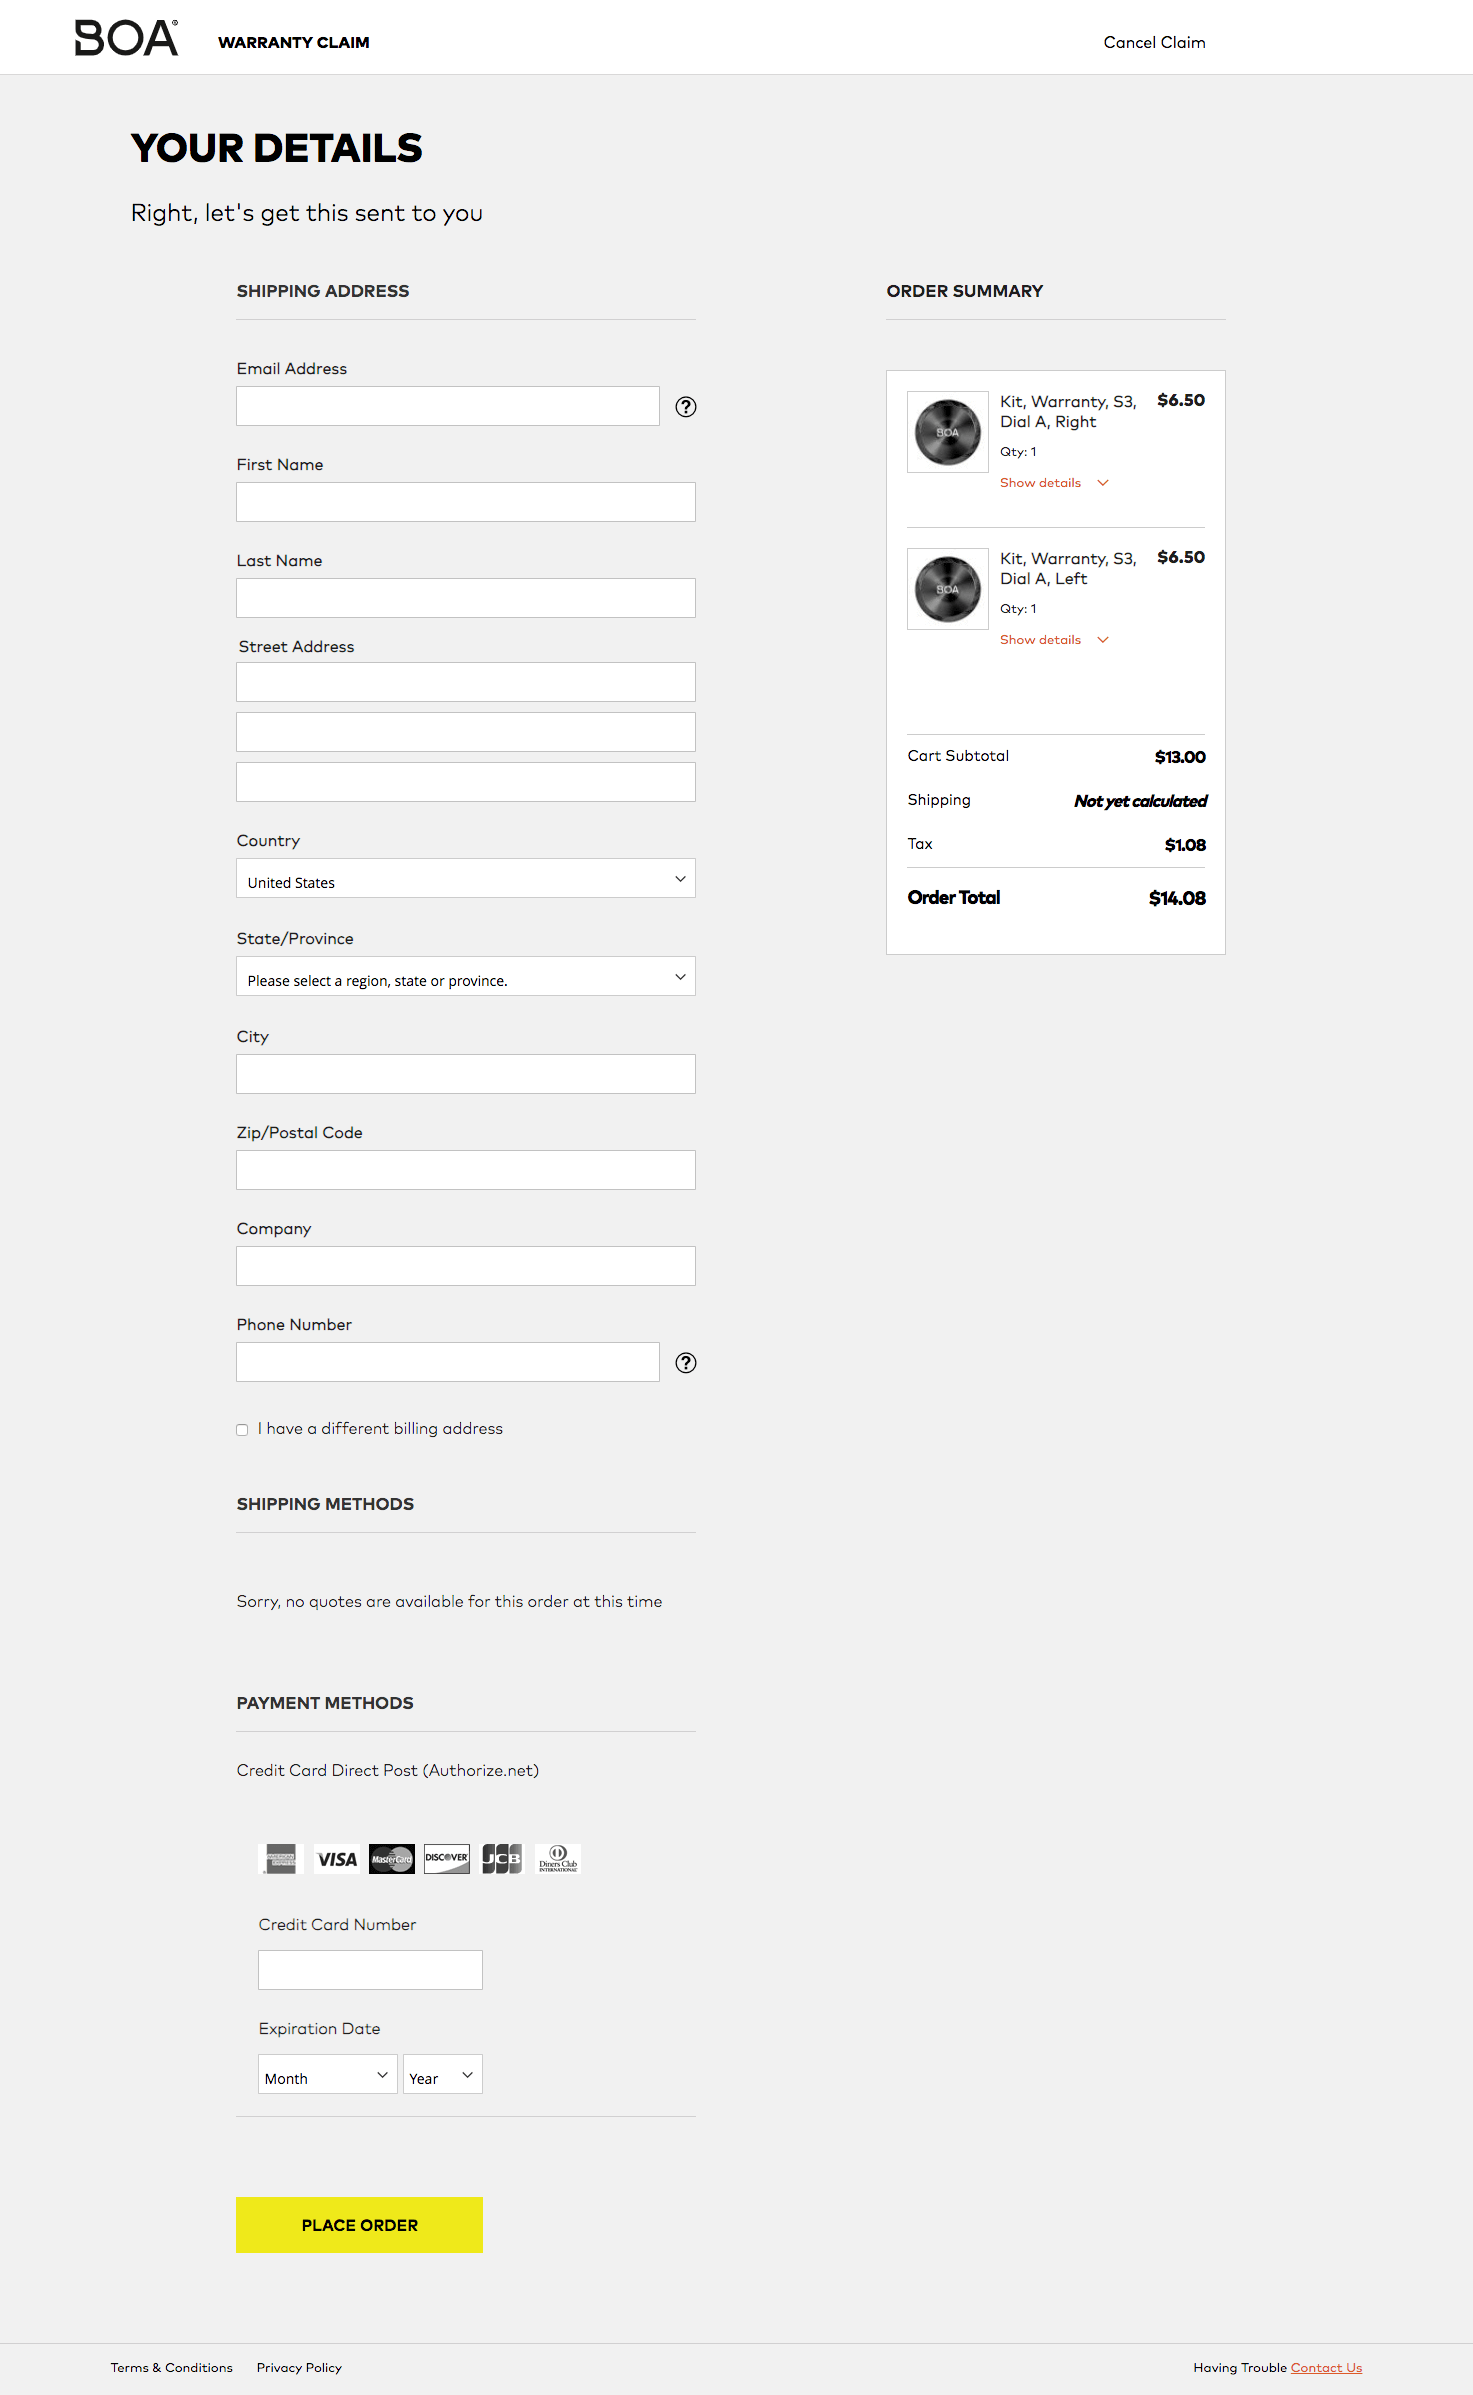 BOA®
WARRANTY CLAIM
Cancel Claim
YOUR DETAILS
Right, let's get this sent to you
SHIPPING ADDRESS
Email Address
?
First Name
Last Name
Street Address
Country
United States
State/Province
Please select a region, state or province.
City
Zip/Postal Code
Company
Phone Number
?
I have a different billing address
SHIPPING METHODS
Sorry, no quotes are available for this order at this time
PAYMENT METHODS
Credit Card Direct Post (Authorize.net)
AMERICAN EXPRESS VISA MasterCard DISCOVER JCB Diners Club INTERNATIONAL
Credit Card Number
Expiration Date
Month Year
PLACE ORDER
ORDER SUMMARY
BOA
Kit, Warranty, S3, $6.50
Dial A, Right
Qty: 1
Show details
BOA
Kit, Warranty, S3, $6.50
Dial A, Left
Qty: 1
Show details
Cart Subtotal $13.00
Shipping Not yet calculated
Tax $1.08
Order Total $14.08
Terms & Conditions Privacy Policy Having Trouble Contact Us